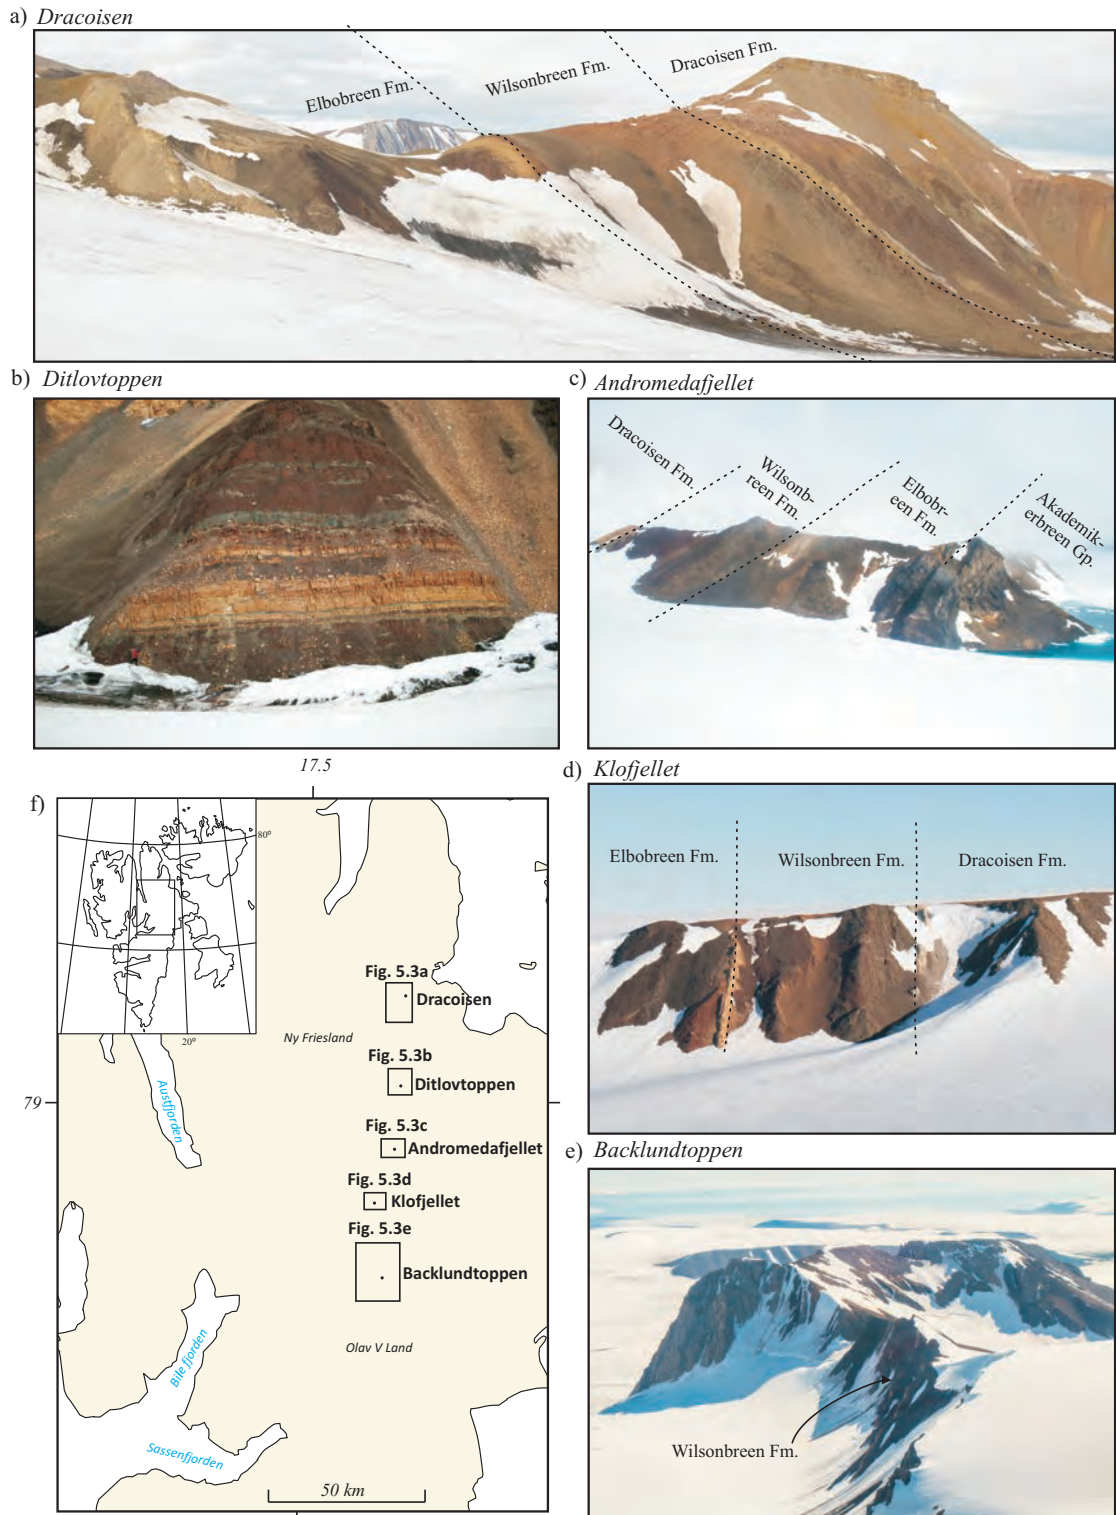 a) Dracoisen
Elbobreen Fm.
Wilsonbreen Fm.
Dracoisen Fm.
b) Ditlovtoppen
c) Andromedafjellet
Dracoisen Fm.
Wilsonb-
reen Fm.
Elbobr-
een Fm.
Akademik-
erbreen Gp.
d) Klofjellet
Elbobreen Fm.
Wilsonbreen Fm.
Dracoisen Fm.
e) Backlundtoppen
Wilsonbreen Fm.
f)
17.5
80°
20°
79
Fig. 5.3a
Dracoisen
Ny Friesland
Fig. 5.3b
Ditlovtoppen
Austfjorden
Fig. 5.3c
Andromedafjellet
Fig. 5.3d
Klofjellet
Fig. 5.3e
Backlundtoppen
Olav V Land
Bile fjorden
Sassenfjorden
50 km